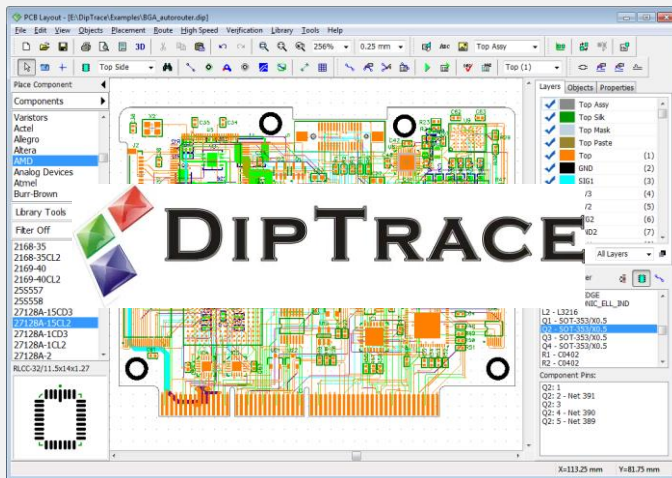 PCB Layout - [E:\DipTrace\Examples\BGA_autorouter.dip]
File Edit View Objects Placement Route High Speed Verification Library Tools Help
3D 256% 0.25 mm Abc Top Assy
Top Side Top (1)
Place Component
Components
Varistors
Actel
Allegro
Altera
AMD
Analog Devices
Atmel
Burr-Brown
Library Tools
Filter Off
2168-35
2168-35CL2
2169-40
2169-40CL2
255557
255558
27128A-15CD3
27128A-15CL2
27128A-1CD3
27128A-1CL2
27128A-2
RLCC-32/11.5x14x1.27
DIPTRACE
Layers Objects Properties
Top Assy
Top Silk
Top Mask
Top Paste
Top (1)
GND (2)
SIG1 (3)
(4)
(5)
(6)
(7)
All Layers
L2 - L3216
Q1 - SOT-353/X0.5
Q2 - SOT-353/X0.5
Q3 - SOT-353/X0.5
Q4 - SOT-353/X0.5
R1 - C0402
R2 - C0402
Component Pins:
Q2: 1
Q2: 2 - Net 391
Q2: 3
Q2: 4 - Net 390
Q2: 5 - Net 389
X=113.25 mm Y=81.75 mm